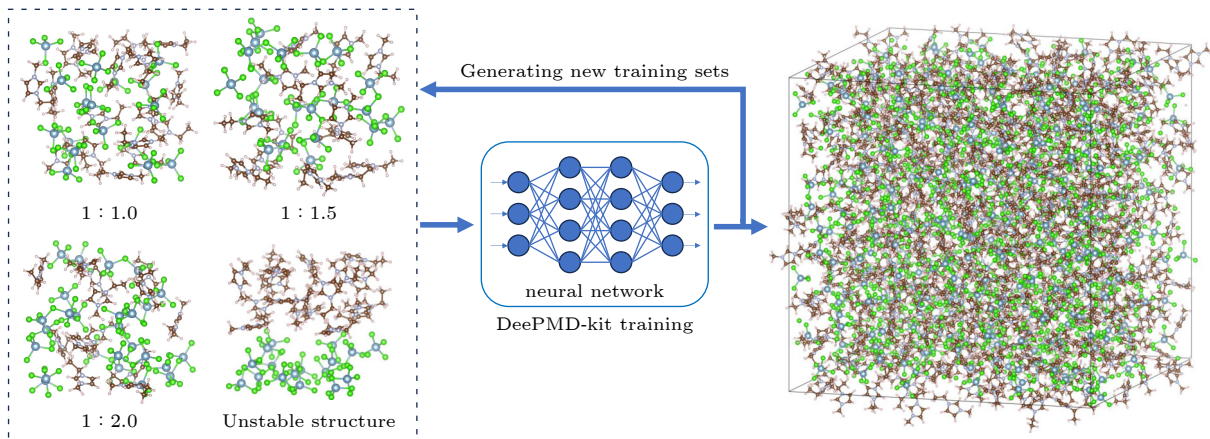 Generating new training sets
1 : 1.0
1 : 1.5
neural network
DeePMD-kit training
1 : 2.0
Unstable structure